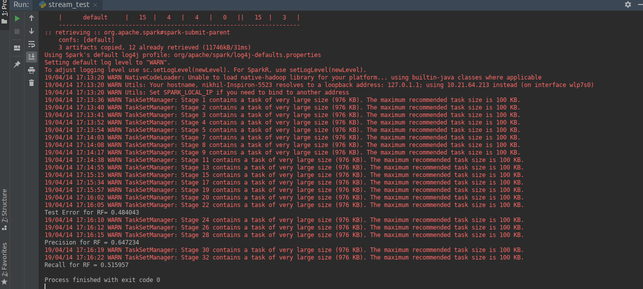 Run: stream_test
1: Pro
| default | 15 | 4 | 4 | 0 || 15 | 3 |
---------------------------------------------------------------------
:: retrieving :: org.apache.spark#spark-submit-parent
confs: [default]
3 artifacts copied, 12 already retrieved (11746kB/31ms)
Using Spark's default log4j profile: org/apache/spark/log4j-defaults.properties
Setting default log level to "WARN".
To adjust logging level use sc.setLogLevel(newLevel). For SparkR, use setLogLevel(newLevel).
19/04/14 17:13:20 WARN NativeCodeLoader: Unable to load native-hadoop library for your platform... using builtin-java classes where applicable
19/04/14 17:13:20 WARN Utils: Your hostname, nikhil-Inspiron-5523 resolves to a loopback address: 127.0.1.1; using 10.21.64.213 instead (on interface wlp7s0)
19/04/14 17:13:20 WARN Utils: Set SPARK_LOCAL_IP if you need to bind to another address
19/04/14 17:13:36 WARN TaskSetManager: Stage 1 contains a task of very large size (976 KB). The maximum recommended task size is 100 KB.
19/04/14 17:13:40 WARN TaskSetManager: Stage 2 contains a task of very large size (976 KB). The maximum recommended task size is 100 KB.
19/04/14 17:13:41 WARN TaskSetManager: Stage 3 contains a task of very large size (976 KB). The maximum recommended task size is 100 KB.
19/04/14 17:13:52 WARN TaskSetManager: Stage 4 contains a task of very large size (976 KB). The maximum recommended task size is 100 KB.
19/04/14 17:13:54 WARN TaskSetManager: Stage 5 contains a task of very large size (976 KB). The maximum recommended task size is 100 KB.
19/04/14 17:14:03 WARN TaskSetManager: Stage 7 contains a task of very large size (976 KB). The maximum recommended task size is 100 KB.
19/04/14 17:14:08 WARN TaskSetManager: Stage 8 contains a task of very large size (976 KB). The maximum recommended task size is 100 KB.
19/04/14 17:14:17 WARN TaskSetManager: Stage 9 contains a task of very large size (976 KB). The maximum recommended task size is 100 KB.
19/04/14 17:14:38 WARN TaskSetManager: Stage 11 contains a task of very large size (976 KB). The maximum recommended task size is 100 KB.
19/04/14 17:14:55 WARN TaskSetManager: Stage 13 contains a task of very large size (976 KB). The maximum recommended task size is 100 KB.
19/04/14 17:15:15 WARN TaskSetManager: Stage 15 contains a task of very large size (976 KB). The maximum recommended task size is 100 KB.
19/04/14 17:15:34 WARN TaskSetManager: Stage 17 contains a task of very large size (976 KB). The maximum recommended task size is 100 KB.
19/04/14 17:15:57 WARN TaskSetManager: Stage 19 contains a task of very large size (976 KB). The maximum recommended task size is 100 KB.
19/04/14 17:16:02 WARN TaskSetManager: Stage 20 contains a task of very large size (976 KB). The maximum recommended task size is 100 KB.
19/04/14 17:16:05 WARN TaskSetManager: Stage 22 contains a task of very large size (976 KB). The maximum recommended task size is 100 KB.
Test Error for RF= 0.484043
19/04/14 17:16:10 WARN TaskSetManager: Stage 24 contains a task of very large size (976 KB). The maximum recommended task size is 100 KB.
19/04/14 17:16:12 WARN TaskSetManager: Stage 26 contains a task of very large size (976 KB). The maximum recommended task size is 100 KB.
19/04/14 17:16:15 WARN TaskSetManager: Stage 28 contains a task of very large size (976 KB). The maximum recommended task size is 100 KB.
Precision for RF = 0.647234
19/04/14 17:16:19 WARN TaskSetManager: Stage 30 contains a task of very large size (976 KB). The maximum recommended task size is 100 KB.
19/04/14 17:16:22 WARN TaskSetManager: Stage 32 contains a task of very large size (976 KB). The maximum recommended task size is 100 KB.
Recall for RF = 0.515957
Process finished with exit code 0
Z: Structure
2: Favorites